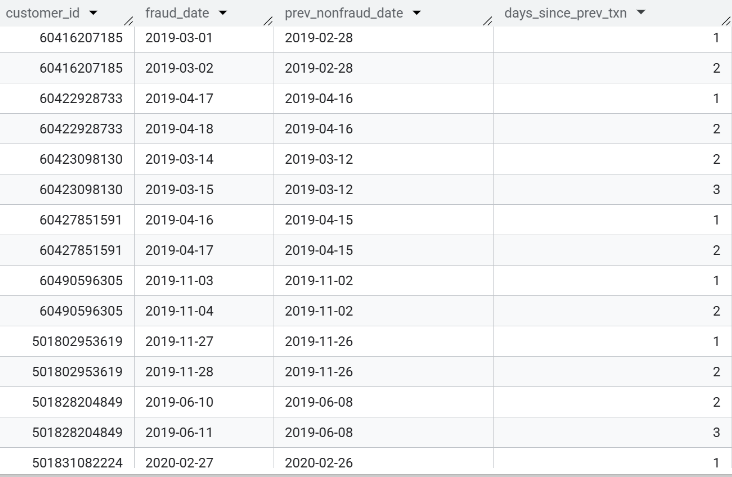 customer_id fraud_date prev_nonfraud_date days_since_prev_txn
60416207185 2019-03-01 2019-02-28 1
60416207185 2019-03-02 2019-02-28 2
60422928733 2019-04-17 2019-04-16 1
60422928733 2019-04-18 2019-04-16 2
60423098130 2019-03-14 2019-03-12 2
60423098130 2019-03-15 2019-03-12 3
60427851591 2019-04-16 2019-04-15 1
60427851591 2019-04-17 2019-04-15 2
60490596305 2019-11-03 2019-11-02 1
60490596305 2019-11-04 2019-11-02 2
501802953619 2019-11-27 2019-11-26 1
501802953619 2019-11-28 2019-11-26 2
501828204849 2019-06-10 2019-06-08 2
501828204849 2019-06-11 2019-06-08 3
501831082224 2020-02-27 2020-02-26 1